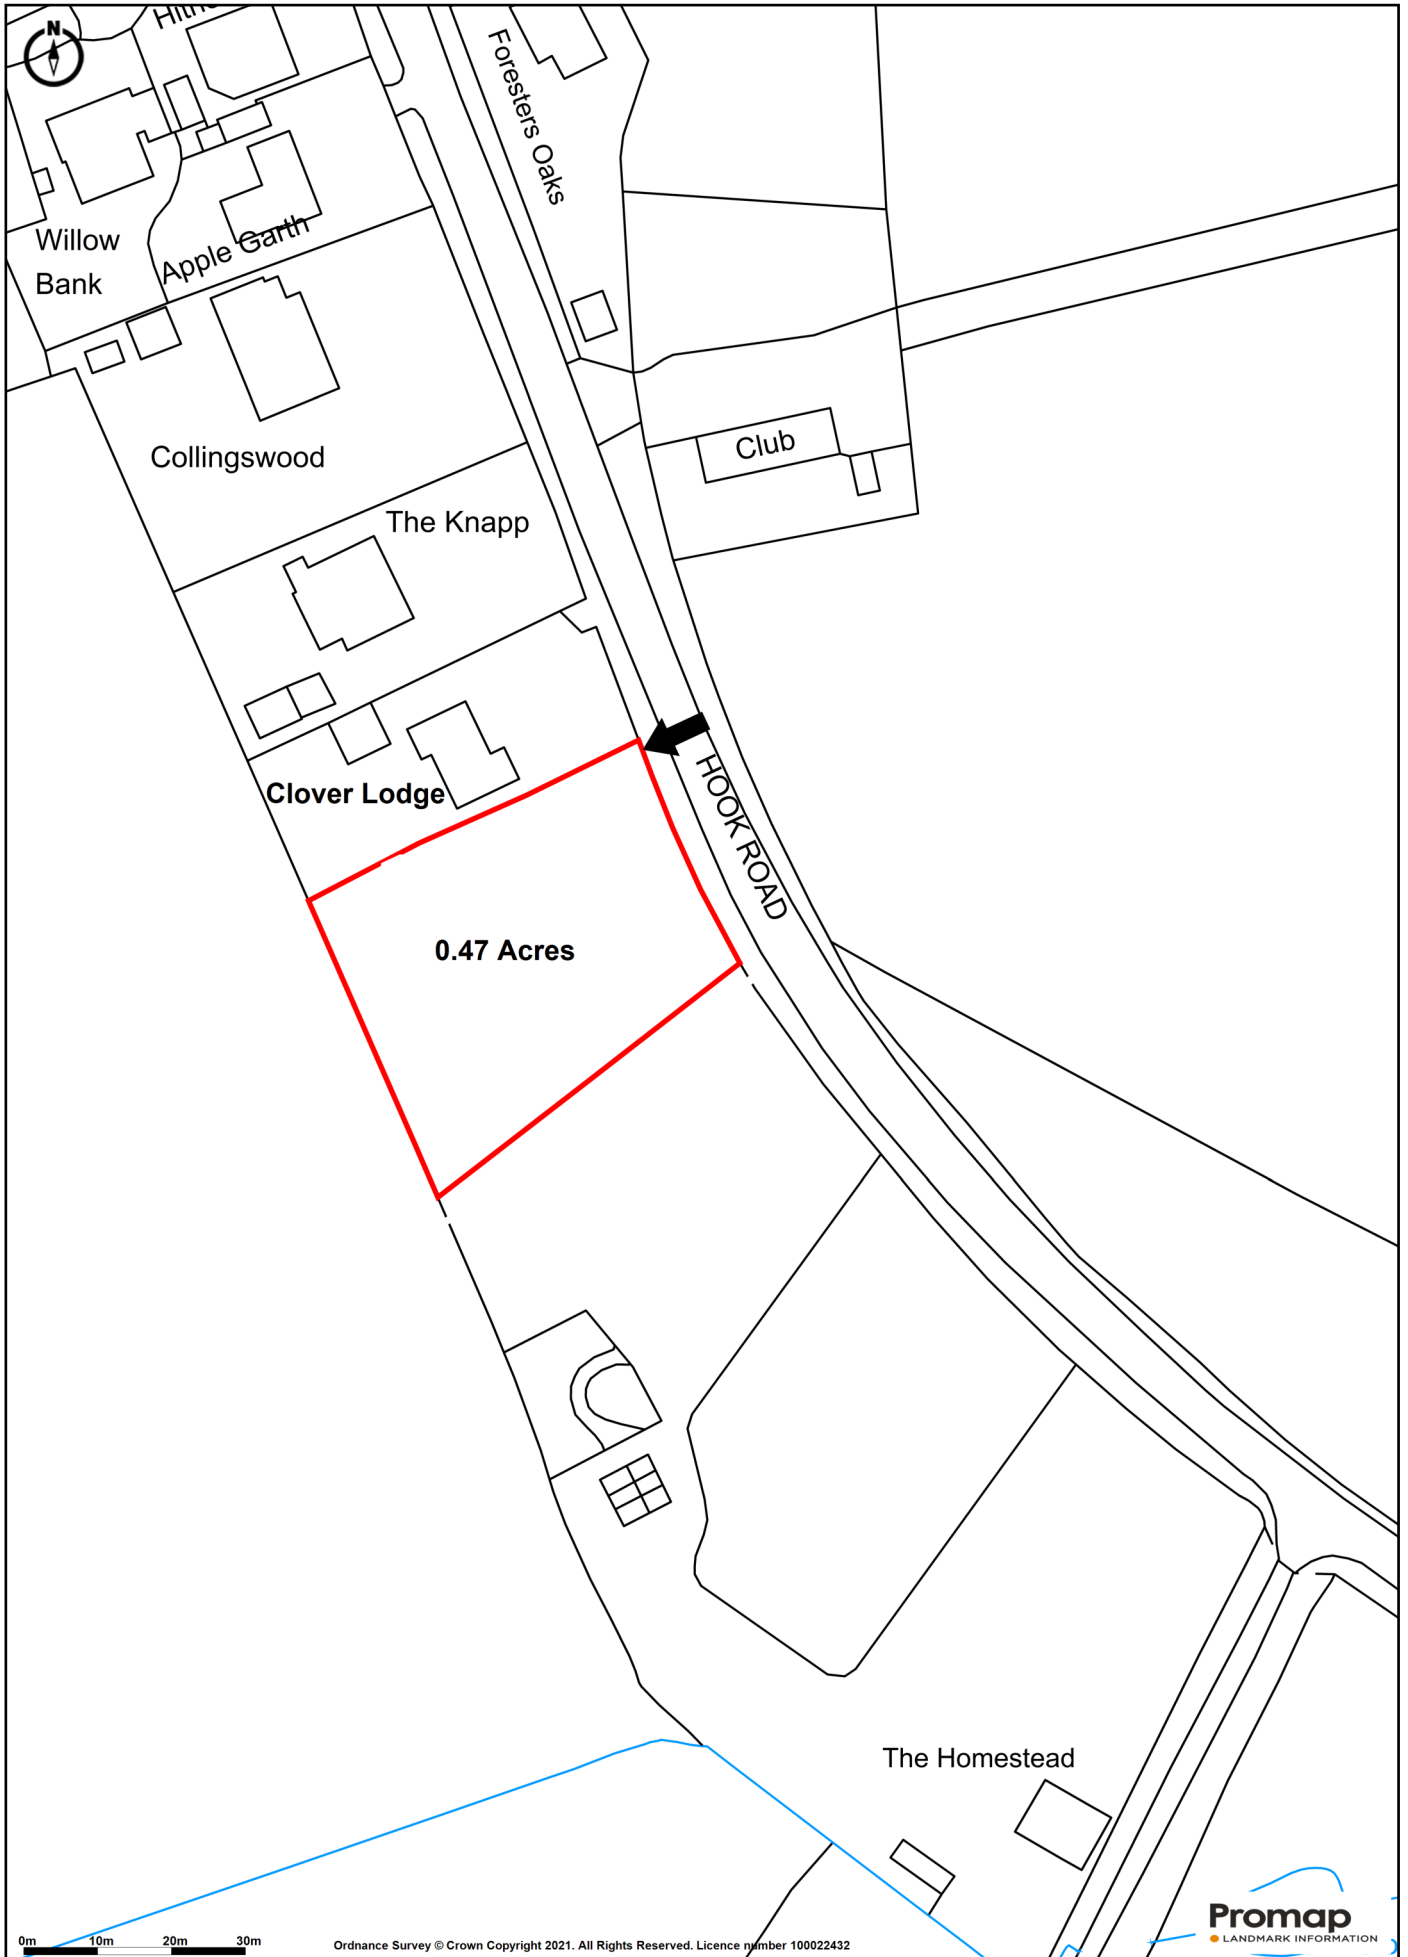 N
Foresters Oaks
Willow
Bank
Apple Garth
Collingswood
Club
The Knapp
Clover Lodge
HOOK ROAD
0.47 Acres
The Homestead
Promap
LANDMARK INFORMATION
0m 10m 20m 30m
Ordnance Survey © Crown Copyright 2021. All Rights Reserved. Licence number 100022432